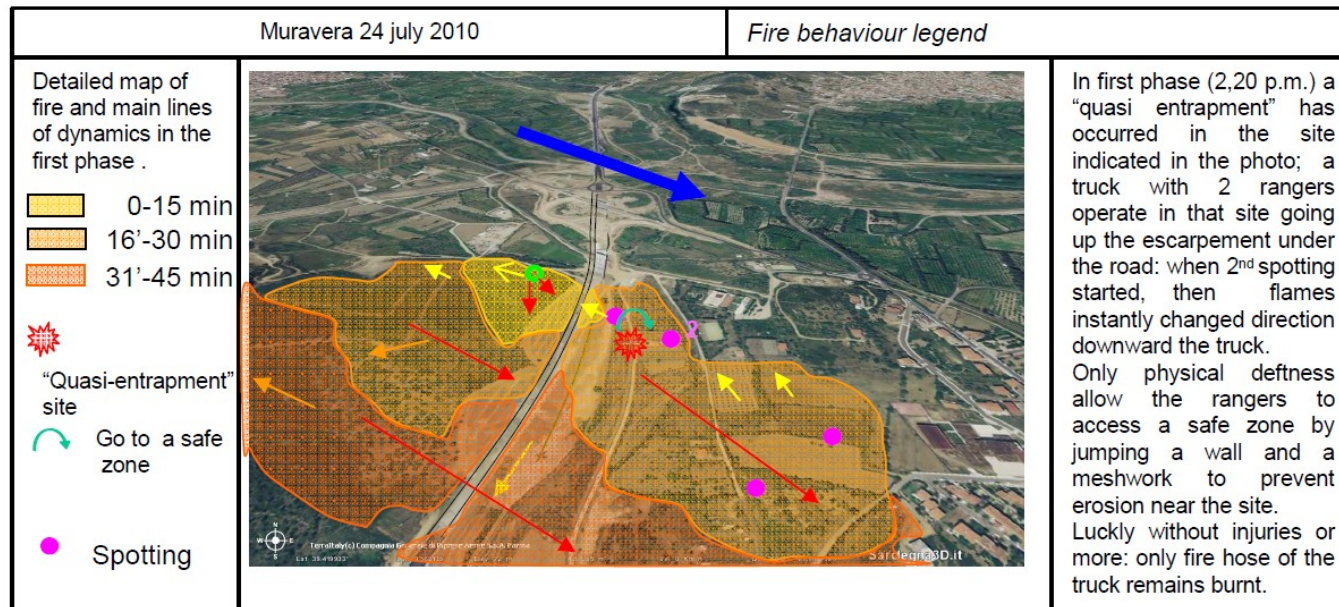 Muravera 24 july 2010
Fire behaviour legend
Detailed map of
fire and main lines
of dynamics in the
first phase .
0-15 min
16'-30 min
31'-45 min
"Quasi-entrapment"
site
Go to a safe
zone
Spotting
2
N
W E
S
Sardegna3D.it
In first phase (2,20 p.m.) a
"quasi entrapment" has
occurred in the site
indicated in the photo; a
truck with 2 rangers
operate in that site going
up the escarpement under
the road: when 2nd spotting
started, then flames
instantly changed direction
downward the truck.
Only physical deftness
allow the rangers to
access a safe zone by
jumping a wall and a
meshwork to prevent
erosion near the site.
Luckly without injuries or
more: only fire hose of the
truck remains burnt.